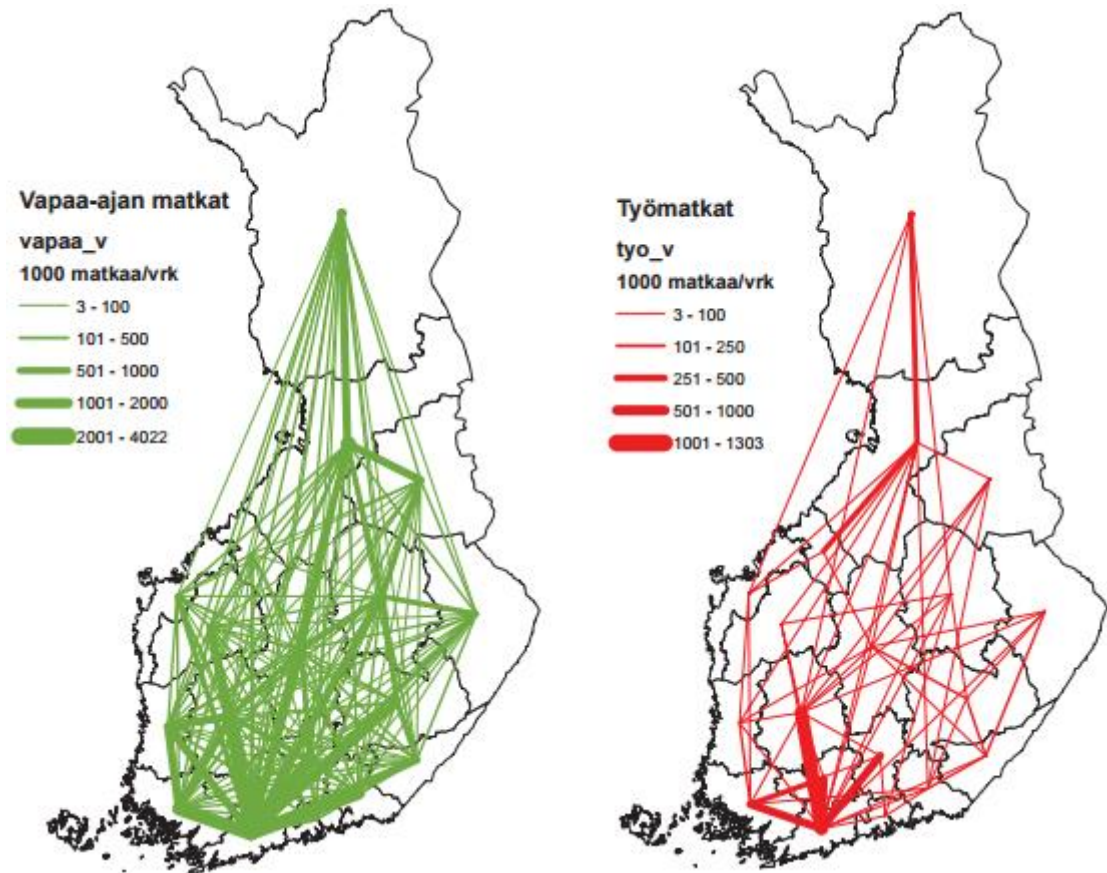 Vapaa-ajan matkat
vapaa_v
1000 matkaa/vrk
3 - 100
101 - 500
501 - 1000
1001 - 2000
2001 - 4022
Työmatkat
tyo_v
1000 matkaa/vrk
3 - 100
101 - 250
251 - 500
501 - 1000
1001 - 1303